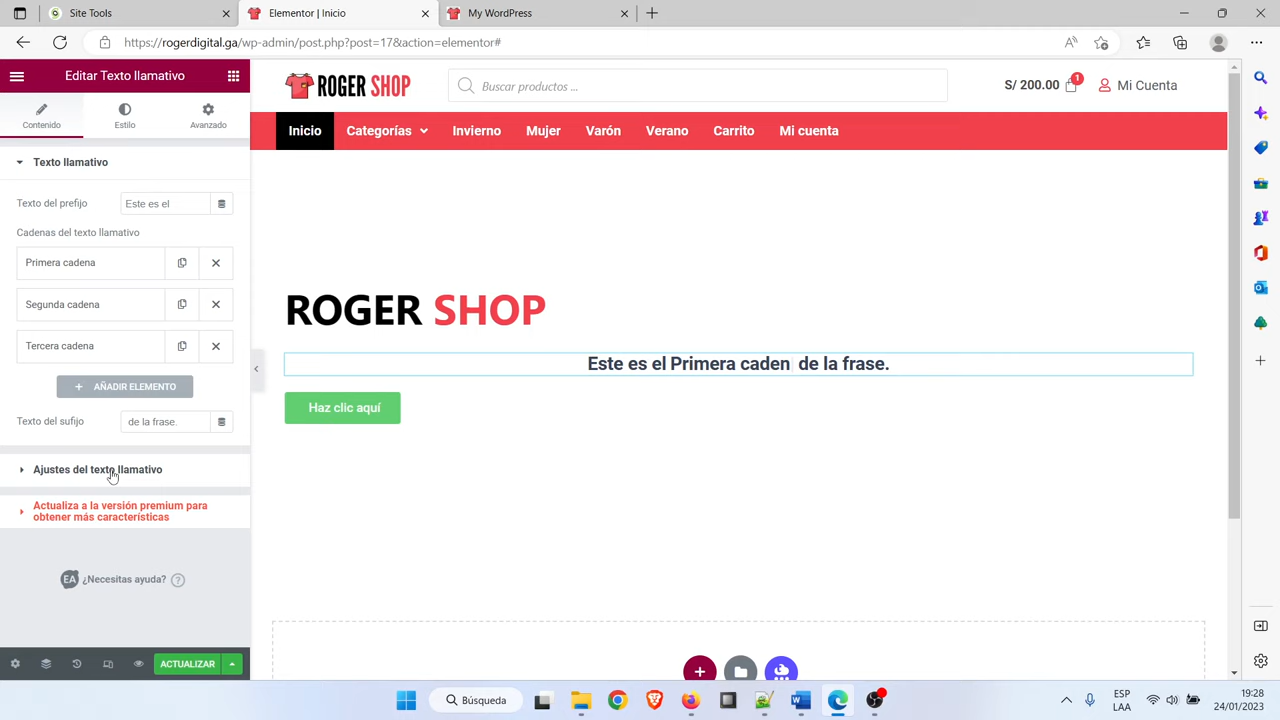 Site Tools
Elementor | Inicio
My WordPress
https://rogerdigital.ga/wp-admin/post.php?post=17&action=elementor#
Editar Texto llamativo
Contenido
Estilo
Avanzado
Texto llamativo
Texto del prefijo
Este es el
Cadenas del texto llamativo
Primera cadena
Segunda cadena
Tercera cadena
AÑADIR ELEMENTO
Texto del sufijo
de la frase.
Ajustes del texto llamativo
Actualiza a la versión premium para
obtener más características
EA ¿Necesitas ayuda? ?
ACTUALIZAR
ROGER SHOP
Buscar productos ...
S/ 200.00 1
Mi Cuenta
Inicio
Categorías
Invierno
Mujer
Varón
Verano
Carrito
Mi cuenta
ROGER SHOP
Este es el Primera caden de la frase.
Haz clic aquí
Búsqueda
ESP
LAA
19:28
24/01/2023